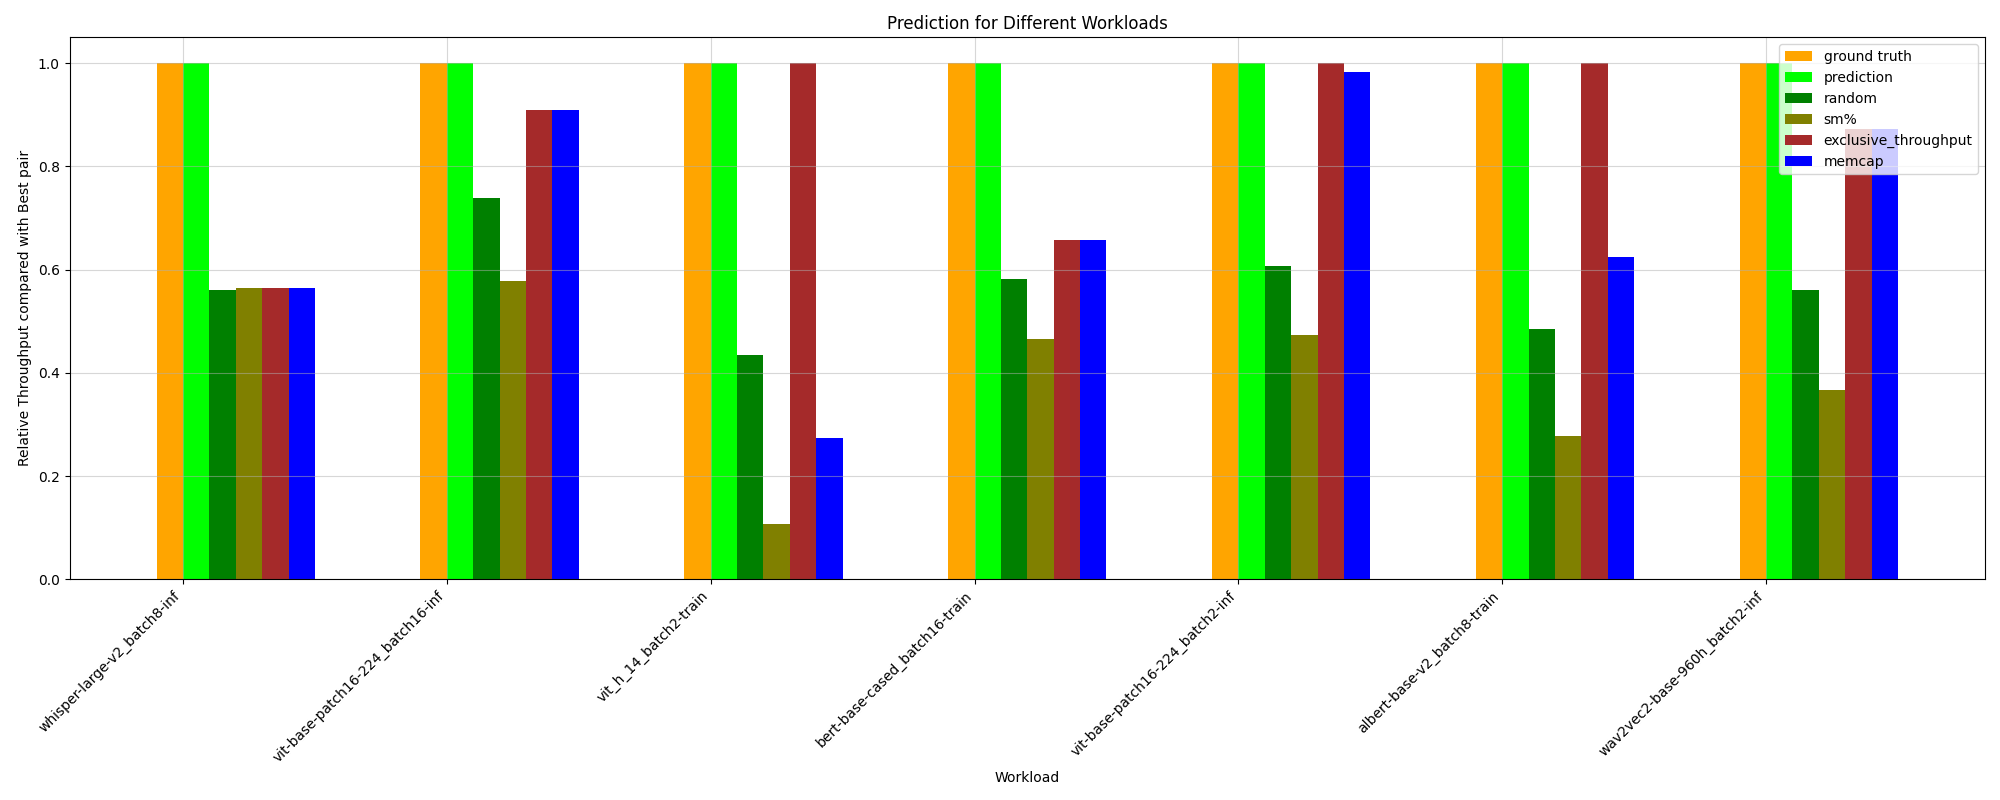 Prediction for Different Workloads
Relative Throughput compared with Best pair
1.0
0.8
0.6
0.4
0.2
0.0
ground truth
prediction
random
sm%
exclusive_throughput
memcap
whisper-large-v2_batch8-inf
vit-base-patch16-224_batch16-inf
vit_h_14_batch2-train
bert-base-cased_batch16-train
vit-base-patch16-224_batch2-inf
albert-base-v2_batch8-train
wav2vec2-base-960h_batch2-inf
Workload